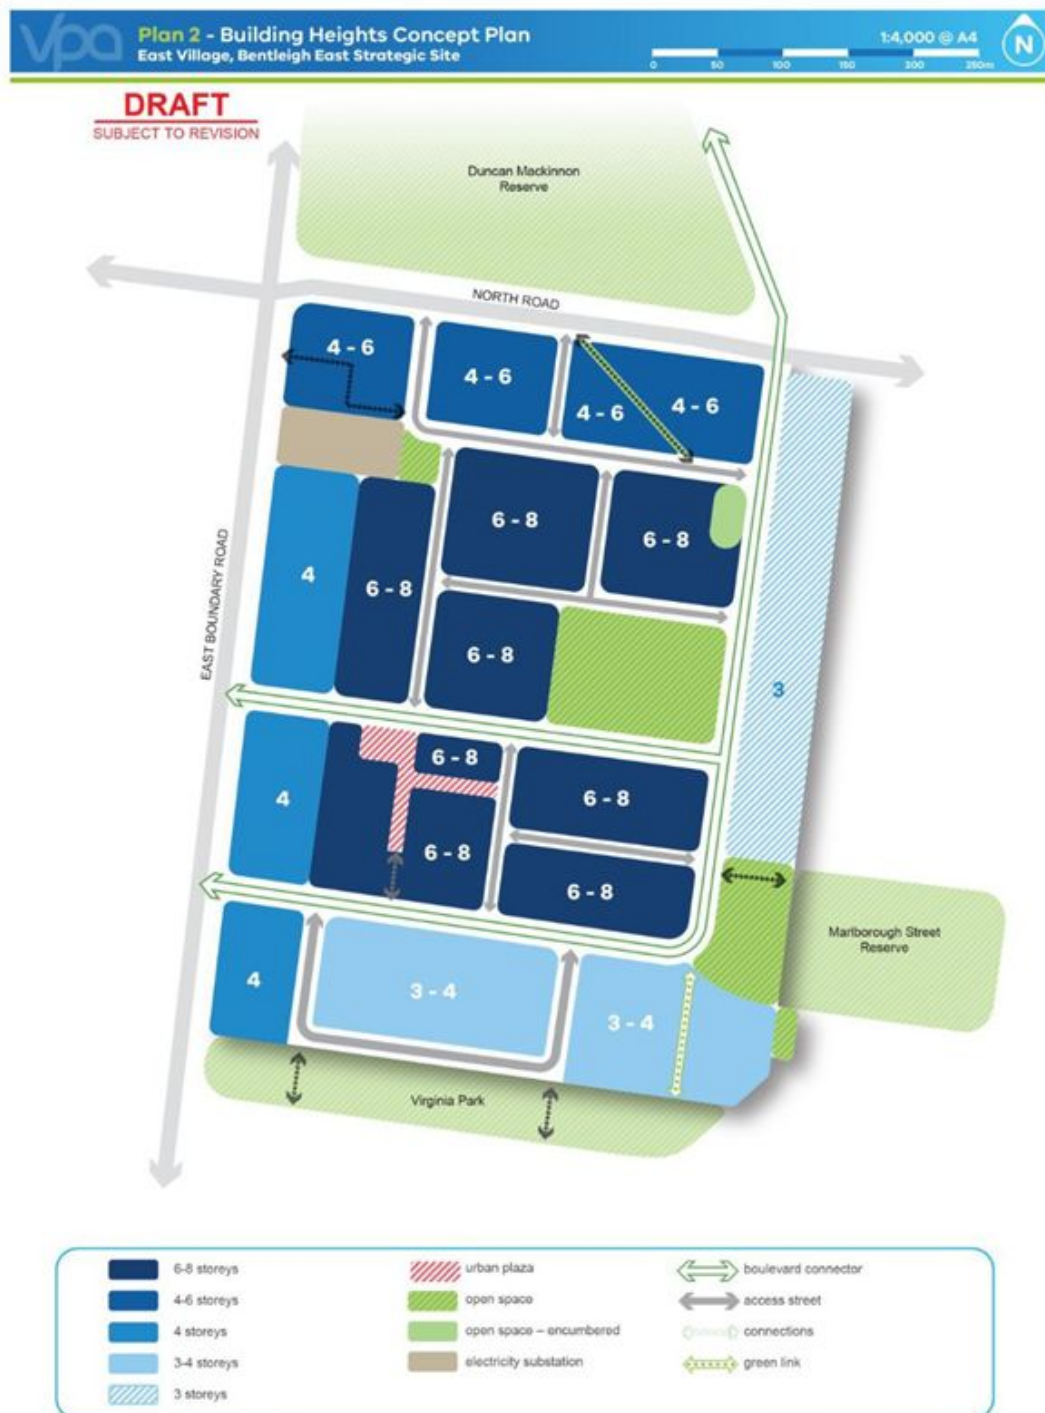 vpa
Plan 2 - Building Heights Concept Plan
East Village, Bentleigh East Strategic Site
1:4,000 @ A4
0 50 100 150 200 250m
N
DRAFT
SUBJECT TO REVISION
Duncan Mackinnon
Reserve
NORTH ROAD
4 - 6
4 - 6
4 - 6
4 - 6
6 - 8
6 - 8
4
6 - 8
EAST BOUNDARY ROAD
6 - 8
3
6 - 8
4
6 - 8
6 - 8
6 - 8
Marlborough Street
Reserve
4
3 - 4
3 - 4
Virginia Park
6-8 storeys
4-6 storeys
4 storeys
3-4 storeys
3 storeys
urban plaza
open space
open space – encumbered
electricity substation
boulevard connector
access street
connections
green link